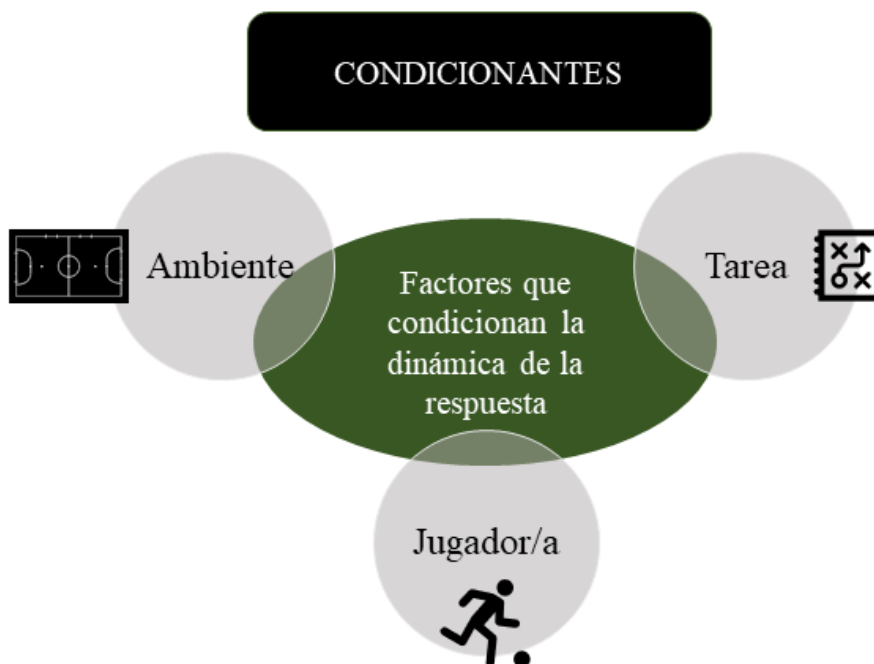 CONDICIONANTES
Ambiente
Tarea
Factores que
condicionan la
dinámica de la
respuesta
Jugador/a